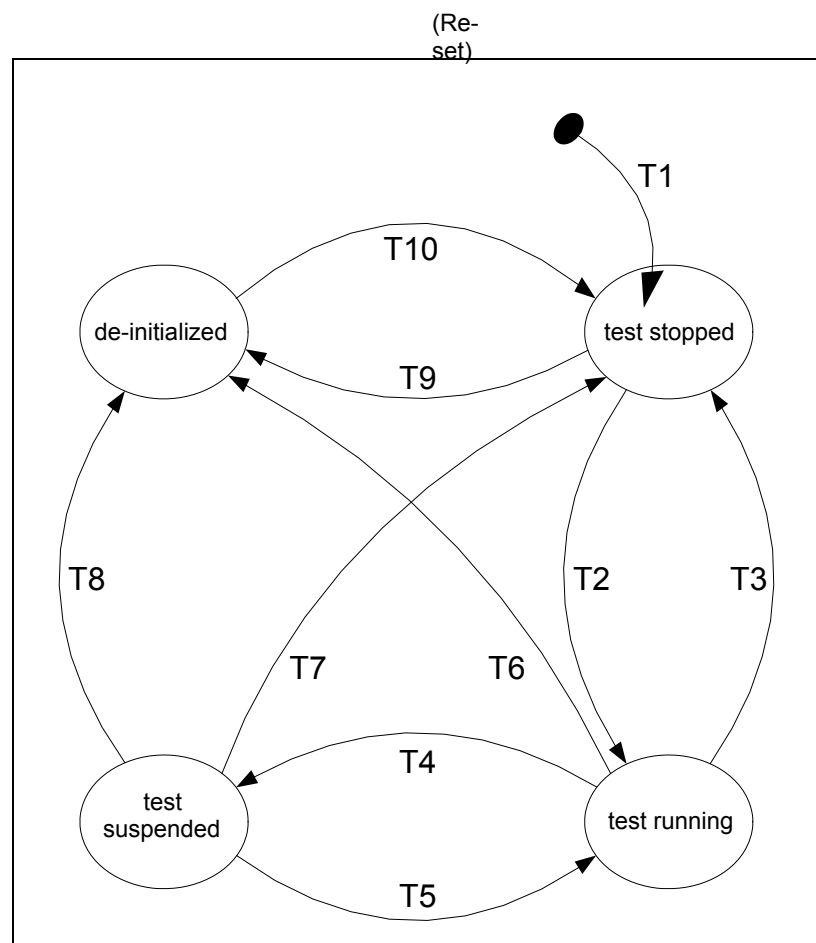 (Re-
set)
T1
T10
de-initialized
test stopped
T9
T8
T2
T3
T7
T6
T4
test
suspended
test running
T5